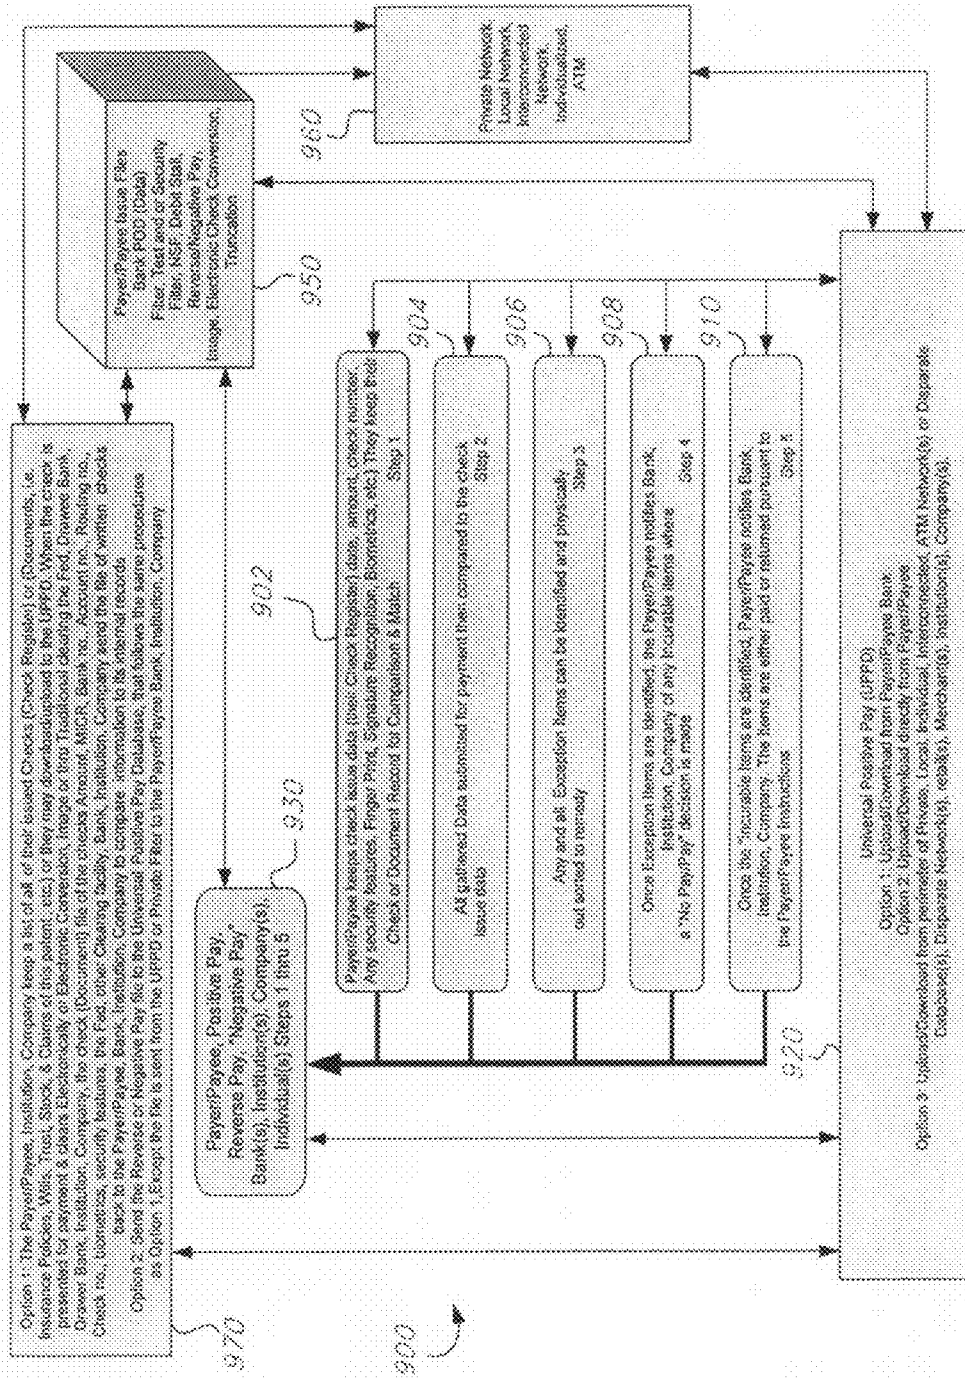 Option 1: The Payer/Payee, Institution, Company keep a list of all of their issued Checks (Check Register) or (Documents, i.e.
Insurance Policies, Wills, Trust, Stock, & Claims of this patent, etc.) or they may download/upload to the UPPD. When the check is
presented for payment & clears Electronically of Electronic Conversion, Image or thru Traditional clearing the Fed, Drawee Bank,
Drawer Bank, Institution, Company, the check (Document) file of the checks Amount, MICR, Bank no., Account no., Routing no.,
Check no., biometrics, security features, the Fed other Clearing facility, Bank, Institution, Company send the file of written checks
back to the Payer/Payee, Bank, Institution, Company to compare information to its internal records
Option 2: Send the Reverse or Negative Pay file to the Universal Positive Pay Database, that follows the same procedures
as Option 1. Except the file is sent from the UPPD or Private Filter to the Payer/Payee Bank, Institution, Company
970
Payer/Payee Issue Files
Bank POD (Data)
Filter, Test and or Security
Filter, NSF, Debit Stat,
Reverse/Negative Pay,
Image, Electronic Check Conversion,
Truncation
950
Private Network,
Local Network,
Interconnected
Network,
Individualized,
ATM
960
Payer/Payee, Positive Pay,
Reverse Pay, "Negative Pay"
Bank(s), Institution(s), Company(s),
Individual(s) Steps 1 thru 5
930
Payer/Payee keeps check issue data (their Check Register) date, amount, check number,
Any security features, Finger Print, Signature Recognition, Biometrics, etc.) They keep their
Check or Document Record for Comparison & Match Step 1
902
All gathered Data submitted for payment then compared to the check
issue data Step 2
904
Any and all Exception Items can be identified and physically
out sorted to remedy Step 3
906
Once Exception Items are identified, the Payer/Payee notifies Bank,
Institution, Company of any Incurable items where
a "No Pay/Pay" decision is made Step 4
908
Once the "Incurable Items are identified, Payer/Payee notifies Bank,
Institution, Company. The Items are either paid or returned pursuant to
the Payer/Payee Instructions Step 5
910
900
Universal Positive Pay (UPPD)
Option 1: Upload/Download from Payer/Payee Bank
Option 2: Upload/Download directly from Payer/Payee
Option 3: Upload/Download from perimeter of Private, Local, Individual, Interconnected, ATM Network(s) or Disparate
Database(s), Disparate Network(s), retail(s), Merchant(s), Institution(s), Company(s).
920